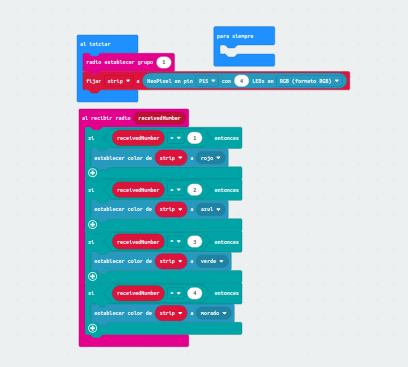 al iniciar
para siempre
radio establecer grupo 1
fijar strip a NeoPixel en pin P15 con 4 LEDs en RGB (formato RGB)
al recibir radio receivedNumber
si receivedNumber = 1 entonces
establecer color de strip a rojo
si receivedNumber = 2 entonces
establecer color de strip a azul
si receivedNumber = 3 entonces
establecer color de strip a verde
si receivedNumber = 4 entonces
establecer color de strip a morado